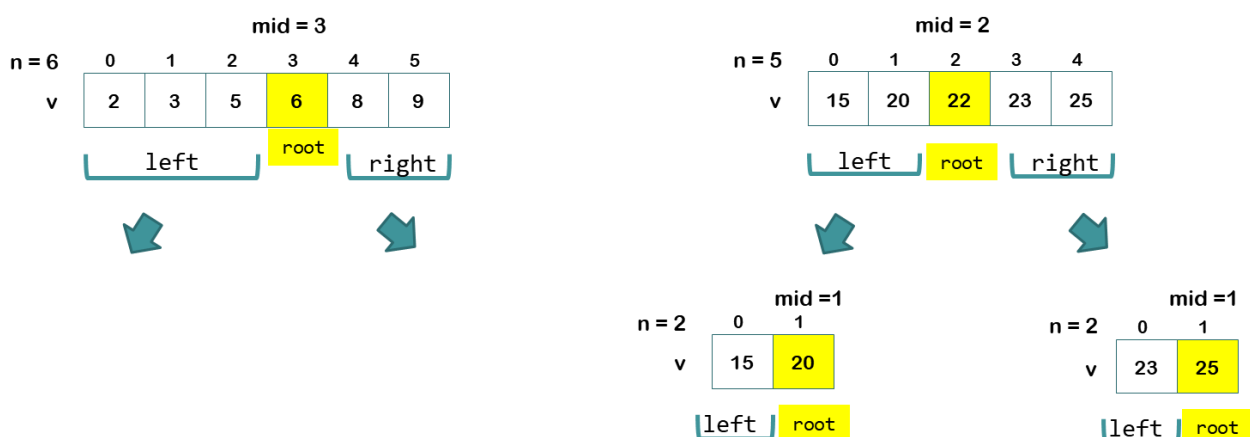 mid = 3
n = 6 0 1 2 3 4 5
v 2 3 5 6 8 9
left root right
mid = 2
n = 5 0 1 2 3 4
v 15 20 22 23 25
left root right
mid =1
n = 2 0 1
v 15 20
left root
mid =1
n = 2 0 1
v 23 25
left root